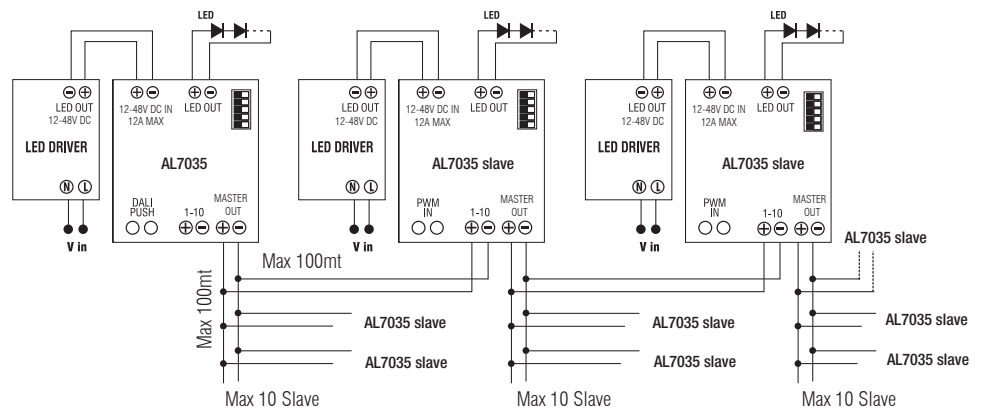 LED
LED
LED
⊖ ⊕
LED OUT
12-48V DC
LED DRIVER
N L
V in
⊕ ⊖ ⊕ ⊖
12-48V DC IN LED OUT
12A MAX
AL7035
DALI
PUSH
1-10
MASTER
OUT
⊕ ⊖ ⊕ ⊖
⊖ ⊕
LED OUT
12-48V DC
LED DRIVER
N L
V in
⊕ ⊖ ⊕ ⊖
12-48V DC IN LED OUT
12A MAX
AL7035 slave
PWM
IN
1-10
MASTER
OUT
⊕ ⊖ ⊕ ⊖
⊖ ⊕
LED OUT
12-48V DC
LED DRIVER
N L
V in
⊕ ⊖ ⊕ ⊖
12-48V DC IN LED OUT
12A MAX
AL7035 slave
PWM
IN
1-10
MASTER
OUT
⊕ ⊖ ⊕ ⊖
AL7035 slave
Max 100mt
Max 100mt
AL7035 slave
AL7035 slave
AL7035 slave
AL7035 slave
AL7035 slave
AL7035 slave
Max 10 Slave
Max 10 Slave
Max 10 Slave